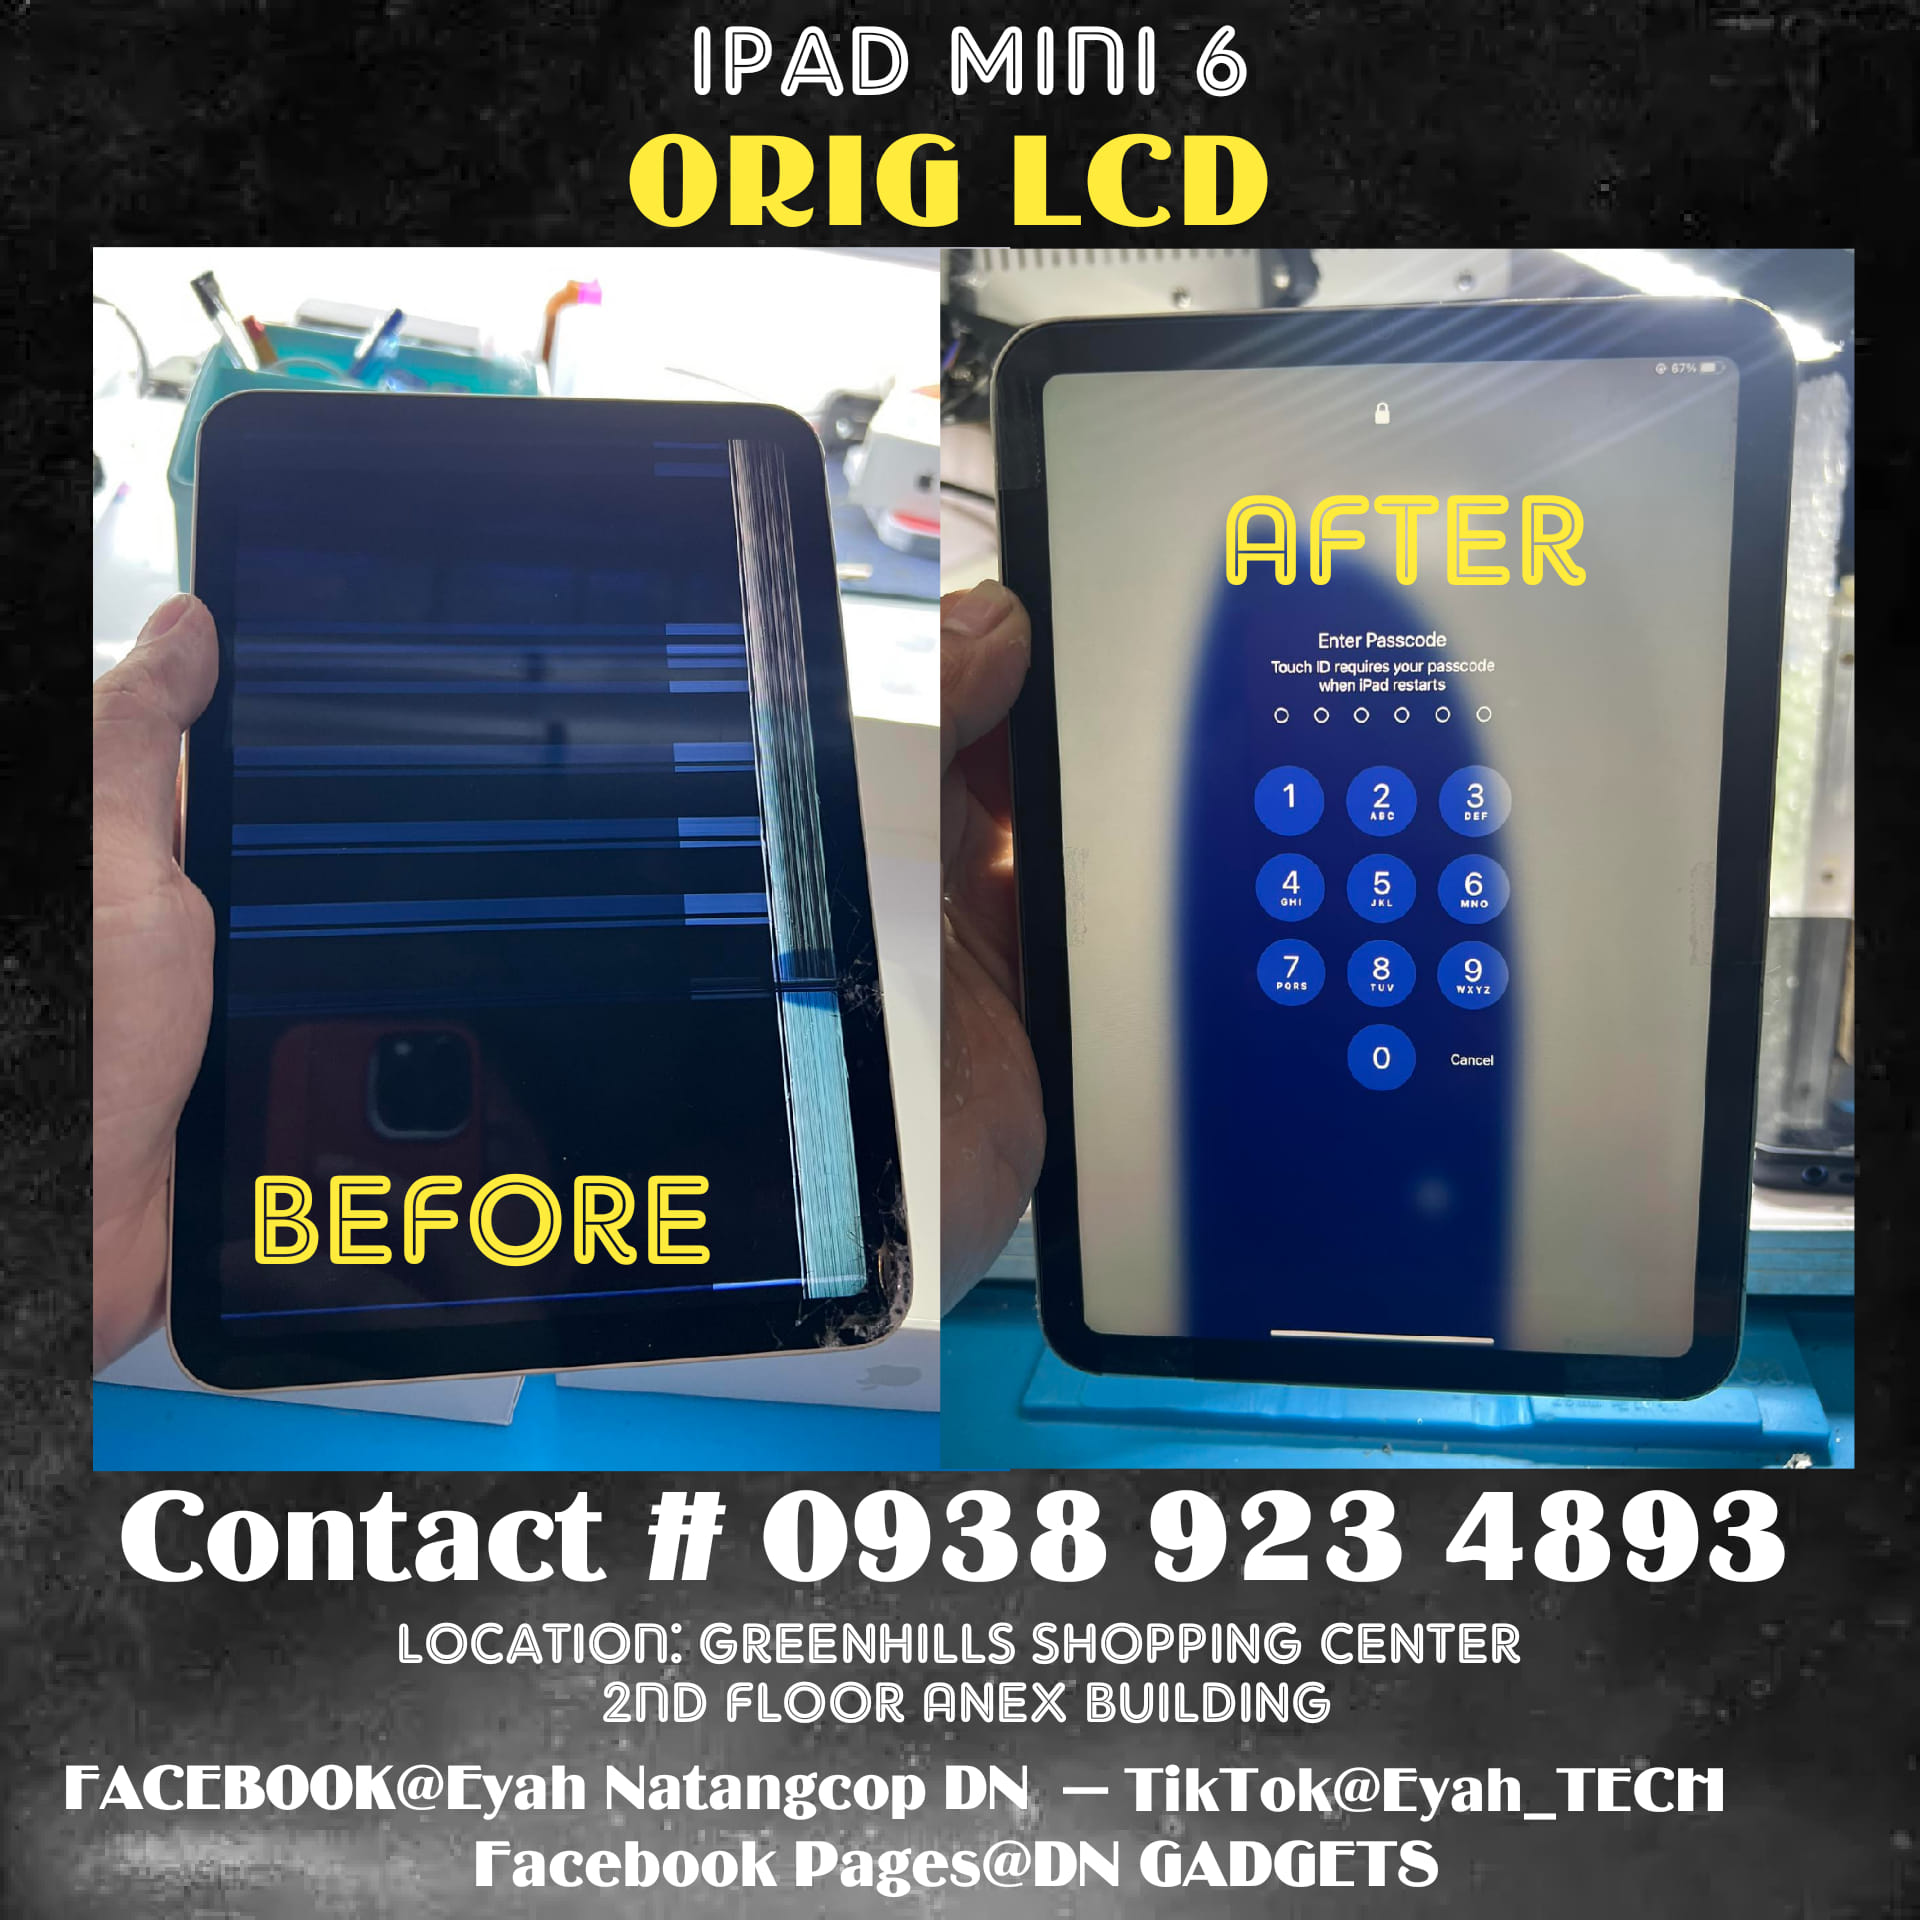 IPAD MINI 6
ORIG LCD
67%
AFTER
Enter Passcode
Touch ID requires your passcode
when iPad restarts
1
2
ABC
3
DEF
4
GHI
5
JKL
6
MNO
7
PQRS
8
TUV
9
WXYZ
0
Cancel
BEFORE
Contact # 0938 923 4893
LOCATION: GREENHILLS SHOPPING CENTER
2ND FLOOR ANEX BUILDING
FACEBOOK@Eyah Natangcop DN — TikTok@Eyah_TECH
Facebook Pages@DN GADGETS